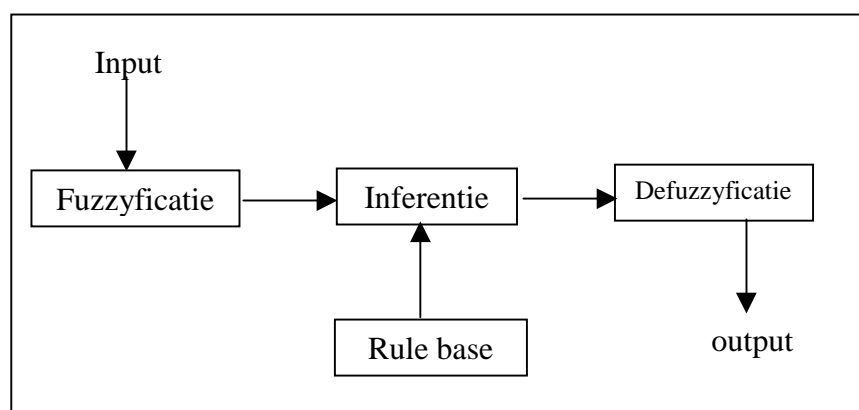 Input
Fuzzyficatie
Inferentie
Defuzzyficatie
Rule base
output